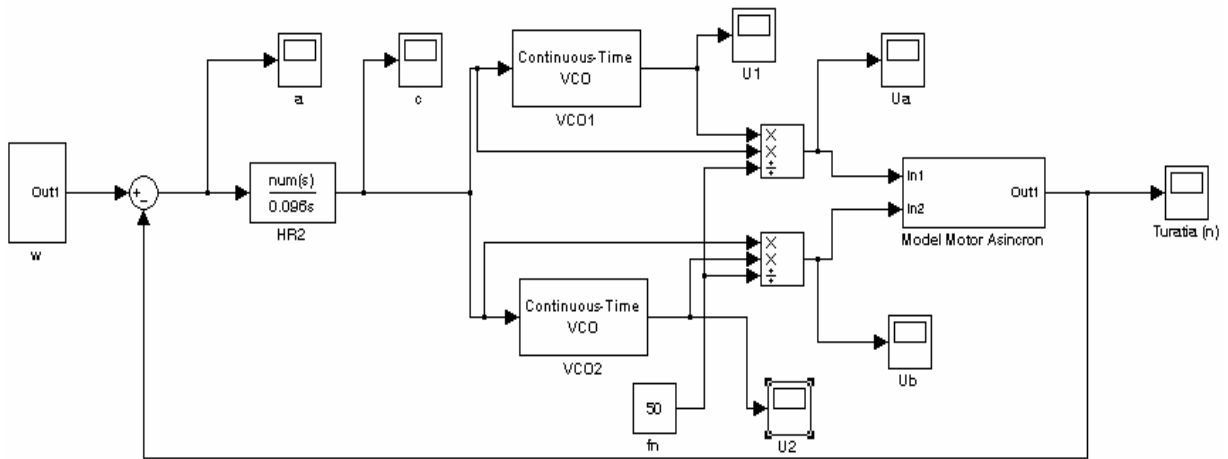 Out1
w
+
−
a
num(s)
0.096s
HR2
c
Continuous-Time
VCO
VCO1
U1
×
×
÷
Ua
In1
In2
Out1
Model Motor Asincron
Turatia (n)
×
×
÷
Continuous-Time
VCO
VCO2
Ub
50
fn
U2